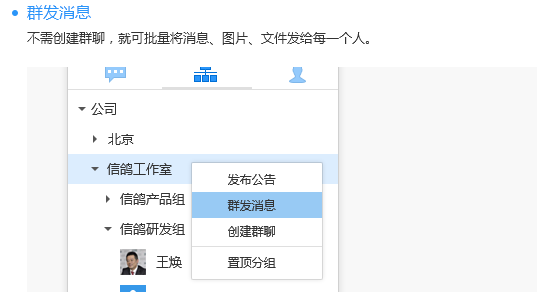 群发消息
不需创建群聊，就可批量将消息、图片、文件发给每一个人。
公司
北京
信鸽工作室
发布公告
信鸽产品组
群发消息
信鸽研发组
创建群聊
王焕
置顶分组